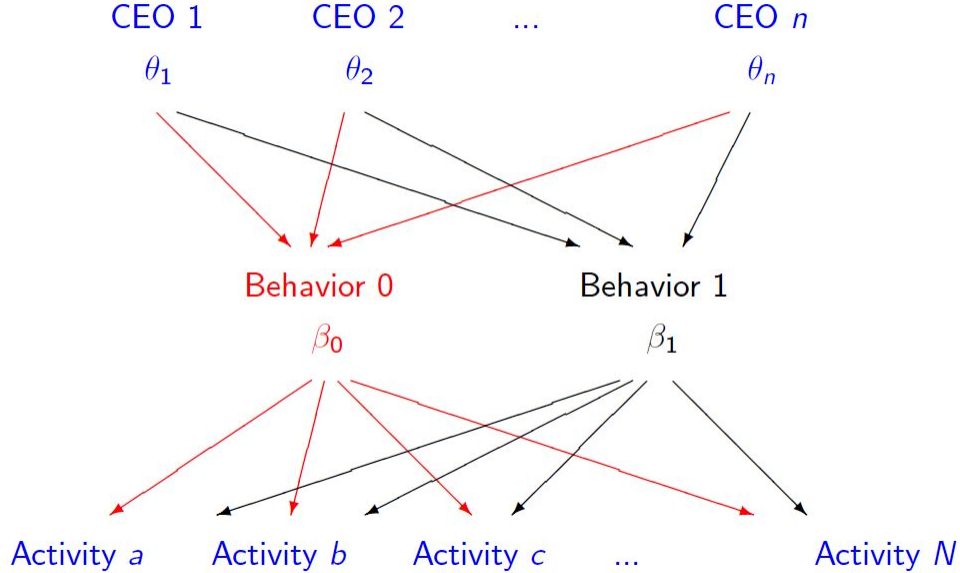 CEO 1 CEO 2 ... CEO n
θ1 θ2 θn
Behavior 0 Behavior 1
β0 β1
Activity a Activity b Activity c ... Activity N